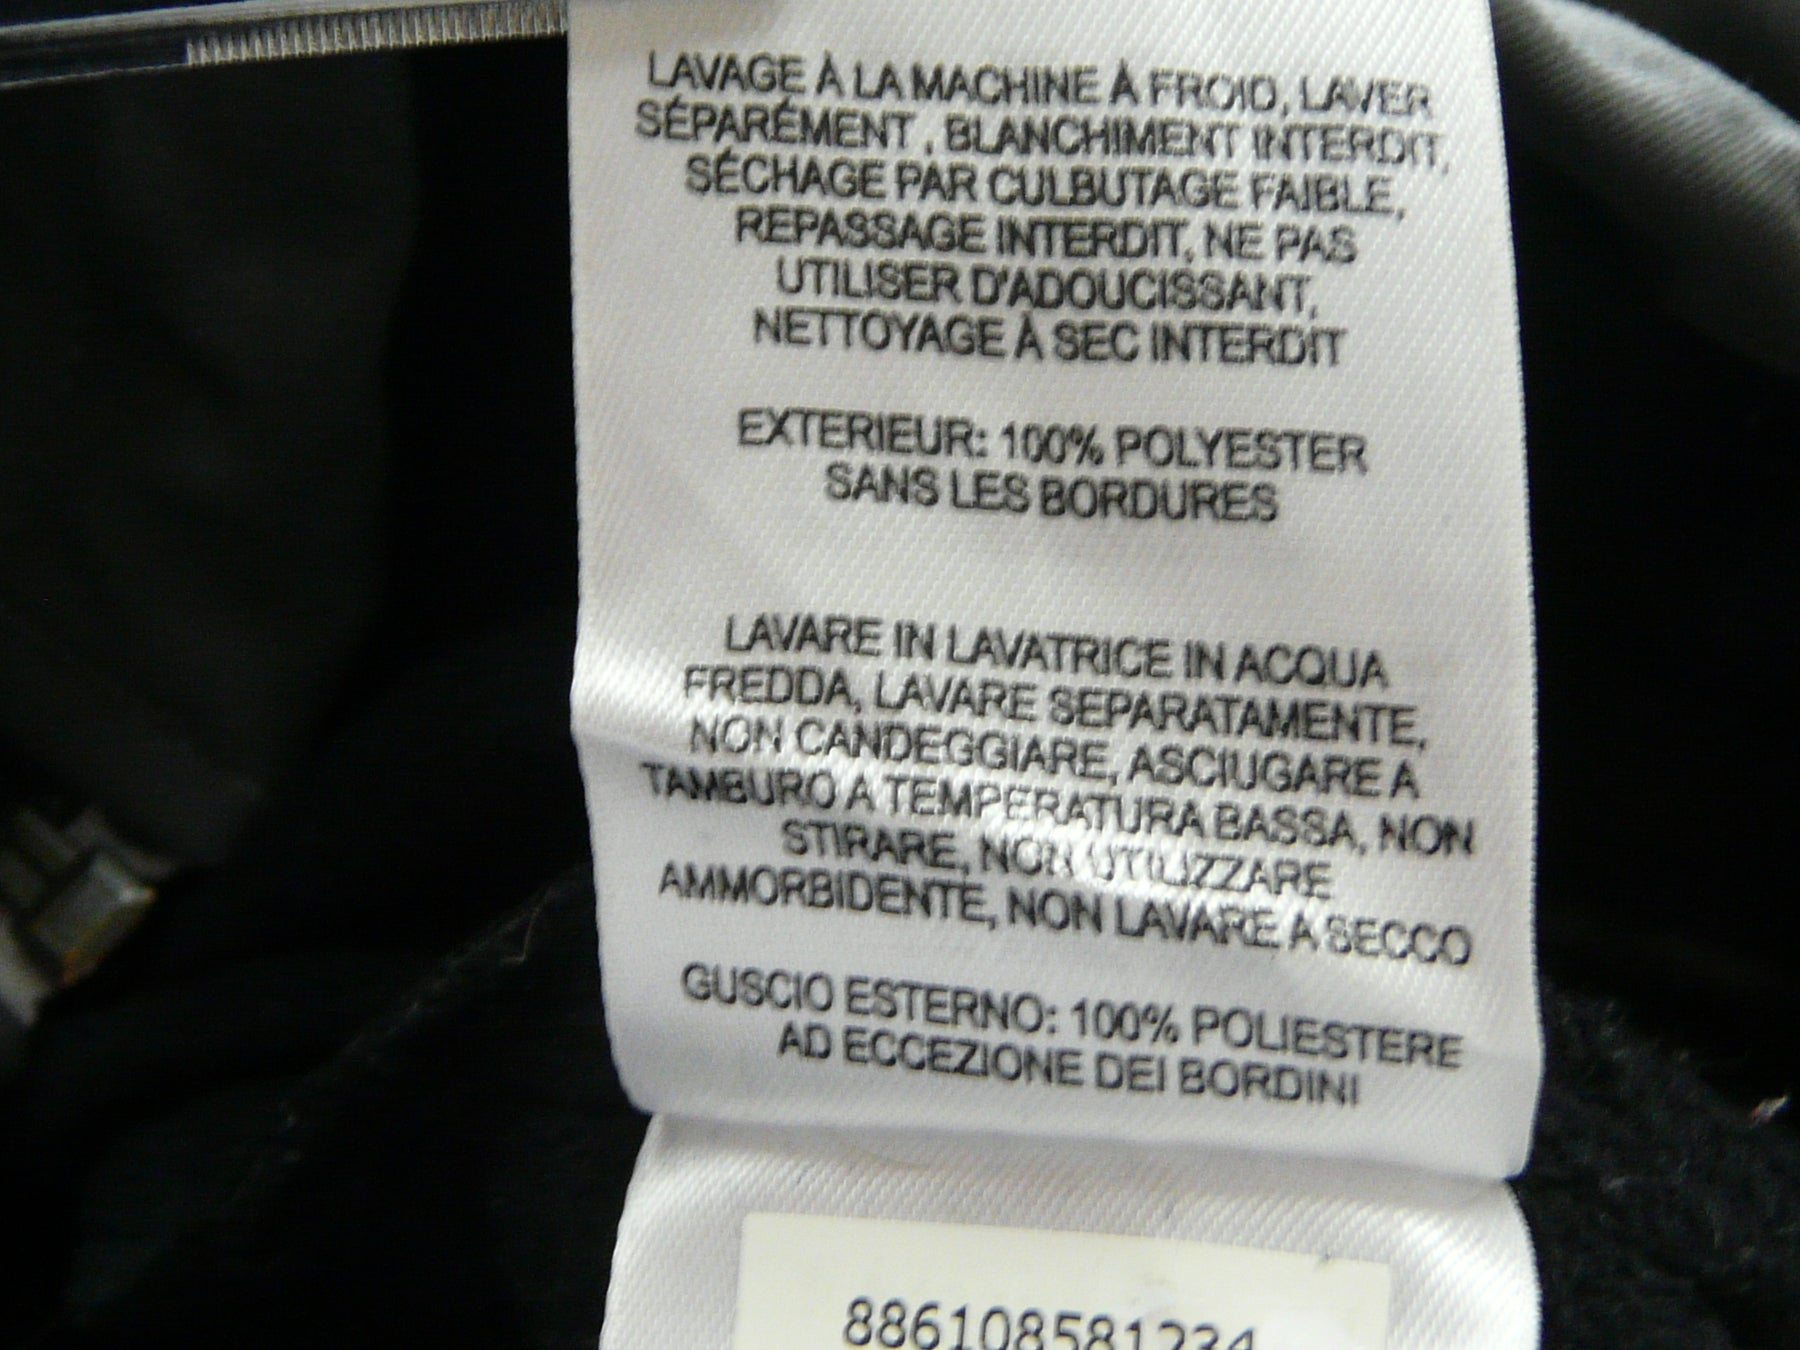 LAVAGE À LA MACHINE À FROID, LAVER
SÉPARÉMENT , BLANCHIMENT INTERDIT,
SÉCHAGE PAR CULBUTAGE FAIBLE,
REPASSAGE INTERDIT, NE PAS
UTILISER D'ADOUCISSANT,
NETTOYAGE À SEC INTERDIT
EXTERIEUR: 100% POLYESTER
SANS LES BORDURES
LAVARE IN LAVATRICE IN ACQUA
FREDDA, LAVARE SEPARATAMENTE,
NON CANDEGGIARE, ASCIUGARE A
TAMBURO A TEMPERATURA BASSA, NON
STIRARE, NON UTILIZZARE
AMMORBIDENTE, NON LAVARE A SECCO
GUSCIO ESTERNO: 100% POLIESTERE
AD ECCEZIONE DEI BORDINI
886108581234